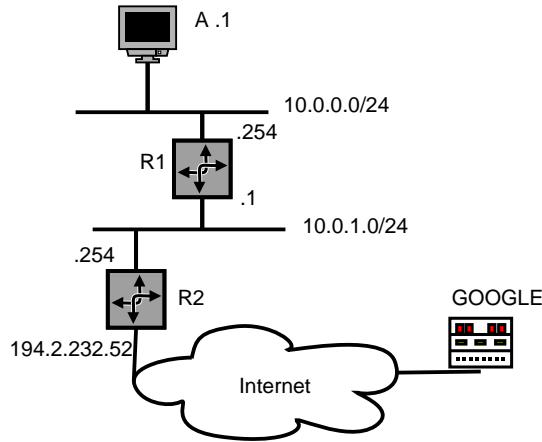 A .1
10.0.0.0/24
.254
R1
.1
10.0.1.0/24
.254
R2
GOOGLE
194.2.232.52
Internet